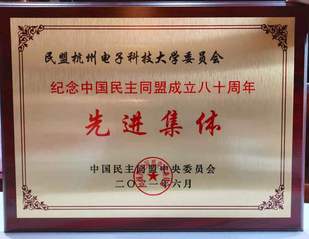 民盟杭州电子科技大学委员会
纪念中国民主同盟成立八十周年
先进集体
中国民主同盟中央委员会
二〇二一年六月